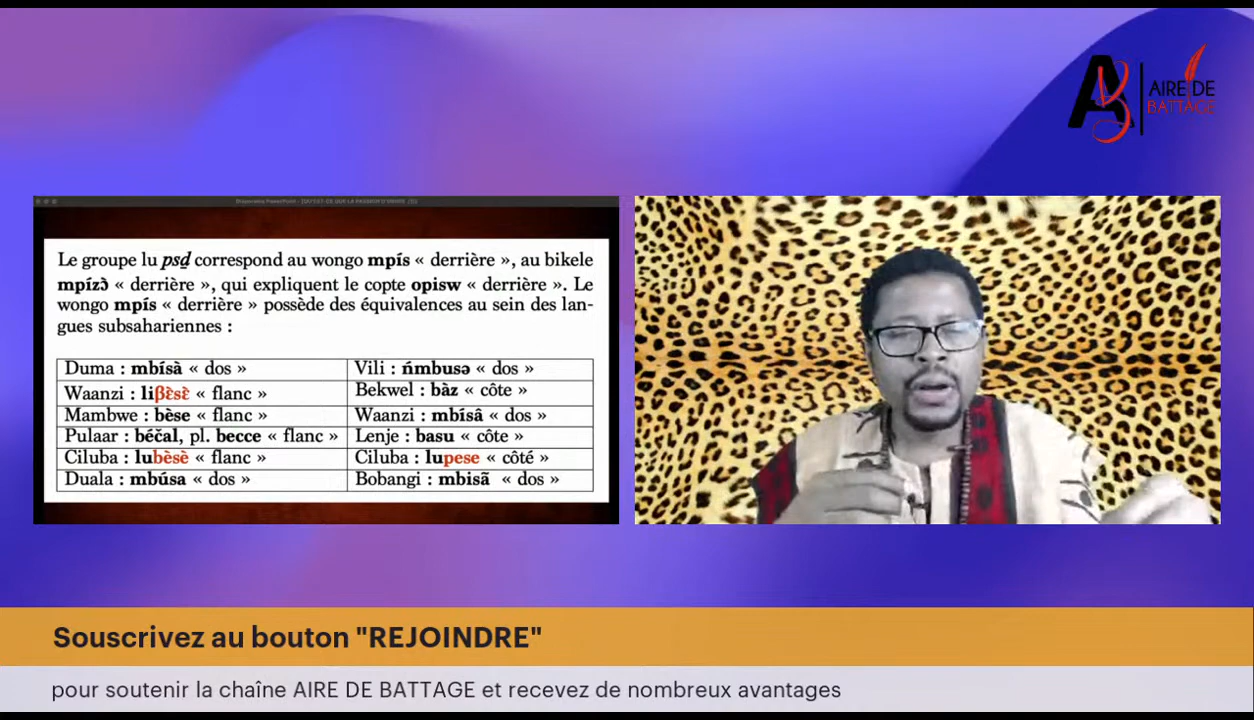 AIRE DE
BATTAGE
Le groupe lu psḏ correspond au wongo mpís « derrière », au bikele
mpízɔ̀ « derrière », qui expliquent le copte opisw « derrière ». Le
wongo mpís « derrière » possède des équivalences au sein des lan-
gues subsahariennes :
Duma : mbísà « dos »
Vili : ńmbusə « dos »
Waanzi : liβɛ̀sɛ̀ « flanc »
Bekwel : bàz « côte »
Mambwe : bèse « flanc »
Waanzi : mbísâ « dos »
Pulaar : béčal, pl. becce « flanc »
Lenje : basu « côte »
Ciluba : lubèsè « flanc »
Ciluba : lupese « côté »
Duala : mbúsa « dos »
Bobangi : mbisã « dos »
Souscrivez au bouton "REJOINDRE"
pour soutenir la chaîne AIRE DE BATTAGE et recevez de nombreux avantages